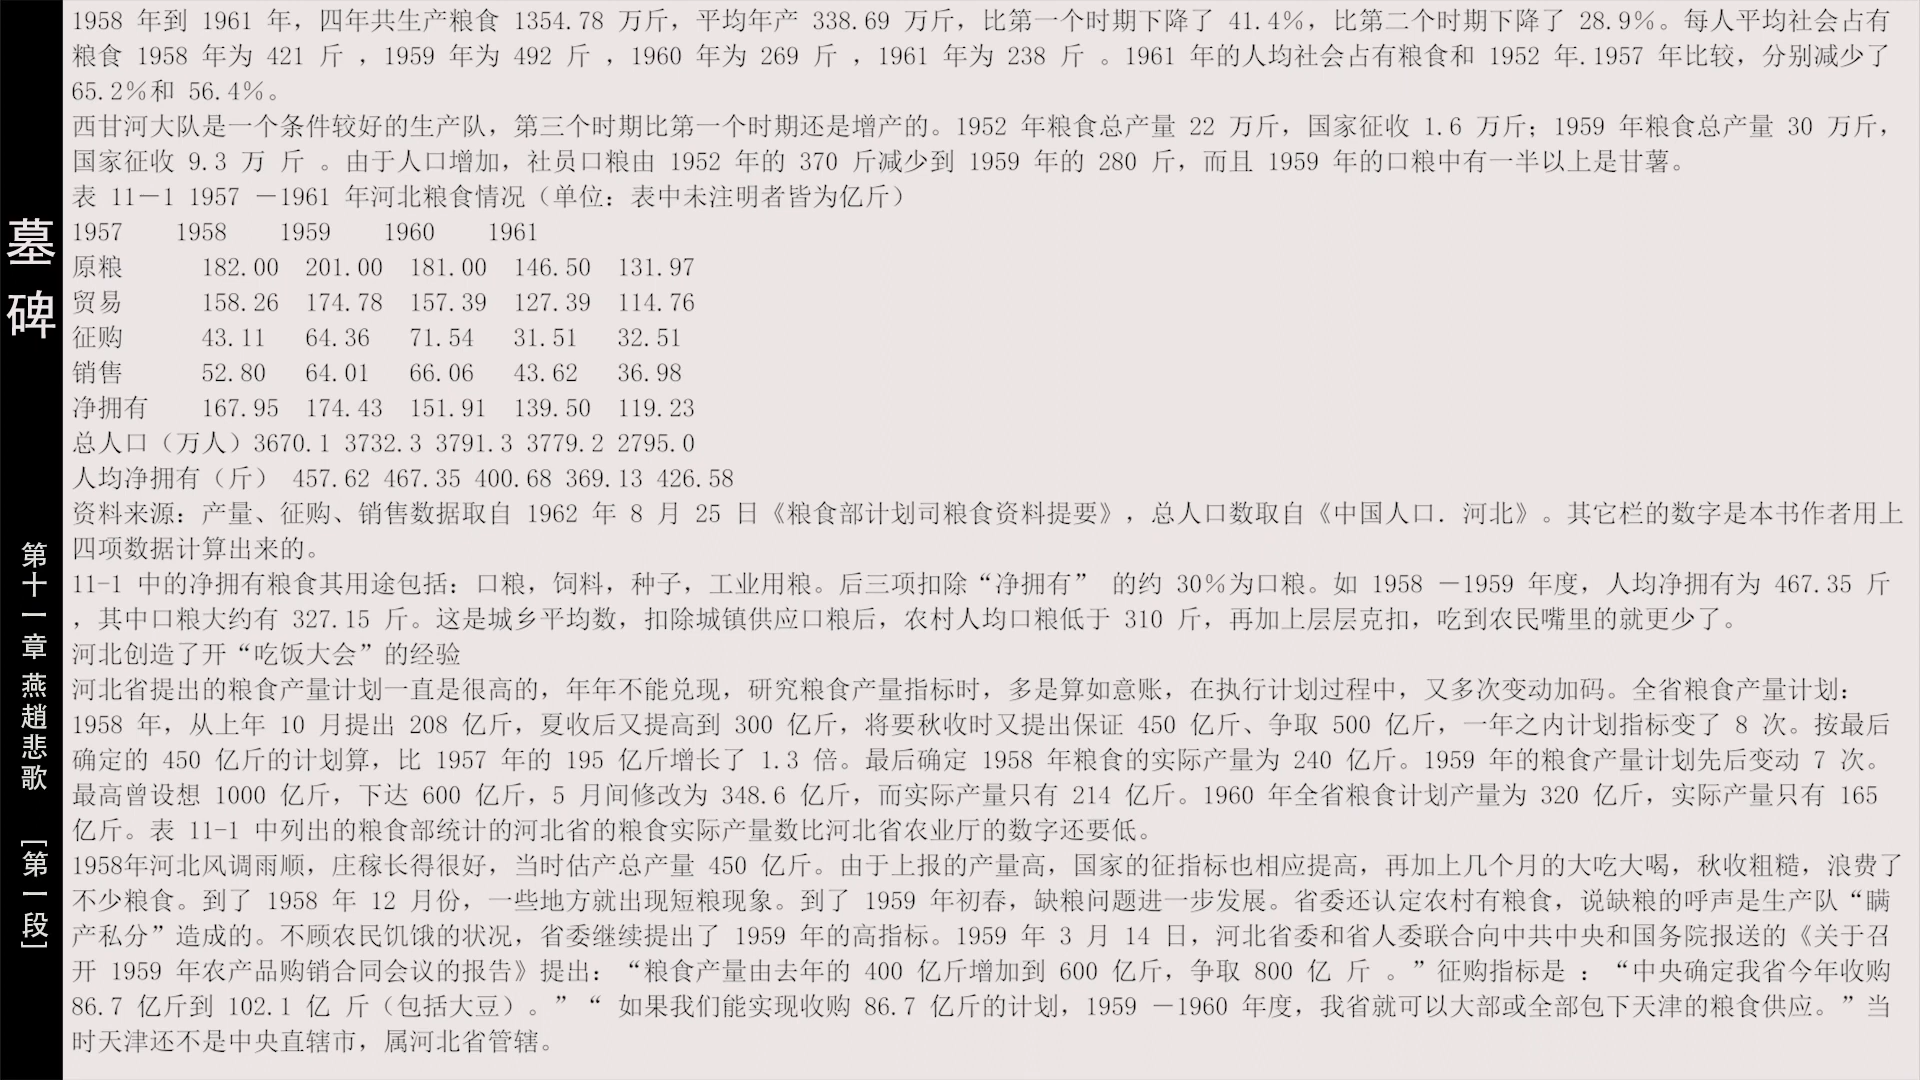 墓碑
第十一章 燕趙悲歌 [第一段]
1958 年到 1961 年，四年共生产粮食 1354.78 万斤，平均年产 338.69 万斤，比第一个时期下降了 41.4%，比第二个时期下降了 28.9%。每人平均社会占有
粮食 1958 年为 421 斤 ，1959 年为 492 斤 ，1960 年为 269 斤 ，1961 年为 238 斤 。1961 年的人均社会占有粮食和 1952 年.1957 年比较，分别减少了
65.2%和 56.4%。
西甘河大队是一个条件较好的生产队，第三个时期比第一个时期还是增产的。1952 年粮食总产量 22 万斤，国家征收 1.6 万斤；1959 年粮食总产量 30 万斤，
国家征收 9.3 万 斤 。由于人口增加，社员口粮由 1952 年的 370 斤减少到 1959 年的 280 斤，而且 1959 年的口粮中有一半以上是甘薯。
表 11－1 1957 －1961 年河北粮食情况（单位：表中未注明者皆为亿斤）
1957 1958 1959 1960 1961
原粮 182.00 201.00 181.00 146.50 131.97
贸易 158.26 174.78 157.39 127.39 114.76
征购 43.11 64.36 71.54 31.51 32.51
销售 52.80 64.01 66.06 43.62 36.98
净拥有 167.95 174.43 151.91 139.50 119.23
总人口（万人）3670.1 3732.3 3791.3 3779.2 2795.0
人均净拥有（斤） 457.62 467.35 400.68 369.13 426.58
资料来源：产量、征购、销售数据取自 1962 年 8 月 25 日《粮食部计划司粮食资料提要》，总人口数取自《中国人口．河北》。其它栏的数字是本书作者用上
四项数据计算出来的。
11-1 中的净拥有粮食其用途包括：口粮，饲料，种子，工业用粮。后三项扣除“净拥有” 的约 30%为口粮。如 1958 －1959 年度，人均净拥有为 467.35 斤
，其中口粮大约有 327.15 斤。这是城乡平均数，扣除城镇供应口粮后，农村人均口粮低于 310 斤，再加上层层克扣，吃到农民嘴里的就更少了。
河北创造了开“吃饭大会”的经验
河北省提出的粮食产量计划一直是很高的，年年不能兑现，研究粮食产量指标时，多是算如意账，在执行计划过程中，又多次变动加码。全省粮食产量计划：
1958 年，从上年 10 月提出 208 亿斤，夏收后又提高到 300 亿斤，将要秋收时又提出保证 450 亿斤、争取 500 亿斤，一年之内计划指标变了 8 次。按最后
确定的 450 亿斤的计划算，比 1957 年的 195 亿斤增长了 1.3 倍。最后确定 1958 年粮食的实际产量为 240 亿斤。1959 年的粮食产量计划先后变动 7 次。
最高曾设想 1000 亿斤，下达 600 亿斤，5 月间修改为 348.6 亿斤，而实际产量只有 214 亿斤。1960 年全省粮食计划产量为 320 亿斤，实际产量只有 165
亿斤。表 11-1 中列出的粮食部统计的河北省的粮食实际产量数比河北省农业厅的数字还要低。
1958年河北风调雨顺，庄稼长得很好，当时估产总产量 450 亿斤。由于上报的产量高，国家的征指标也相应提高，再加上几个月的大吃大喝，秋收粗糙，浪费了
不少粮食。到了 1958 年 12 月份，一些地方就出现短粮现象。到了 1959 年初春，缺粮问题进一步发展。省委还认定农村有粮食，说缺粮的呼声是生产队“瞒
产私分”造成的。不顾农民饥饿的状况，省委继续提出了 1959 年的高指标。1959 年 3 月 14 日，河北省委和省人委联合向中共中央和国务院报送的《关于召
开 1959 年农产品购销合同会议的报告》提出：“粮食产量由去年的 400 亿斤增加到 600 亿斤，争取 800 亿 斤 。”征购指标是 ：“中央确定我省今年收购
86.7 亿斤到 102.1 亿 斤（包括大豆）。”“ 如果我们能实现收购 86.7 亿斤的计划，1959 －1960 年度，我省就可以大部或全部包下天津的粮食供应。”当
时天津还不是中央直辖市，属河北省管辖。